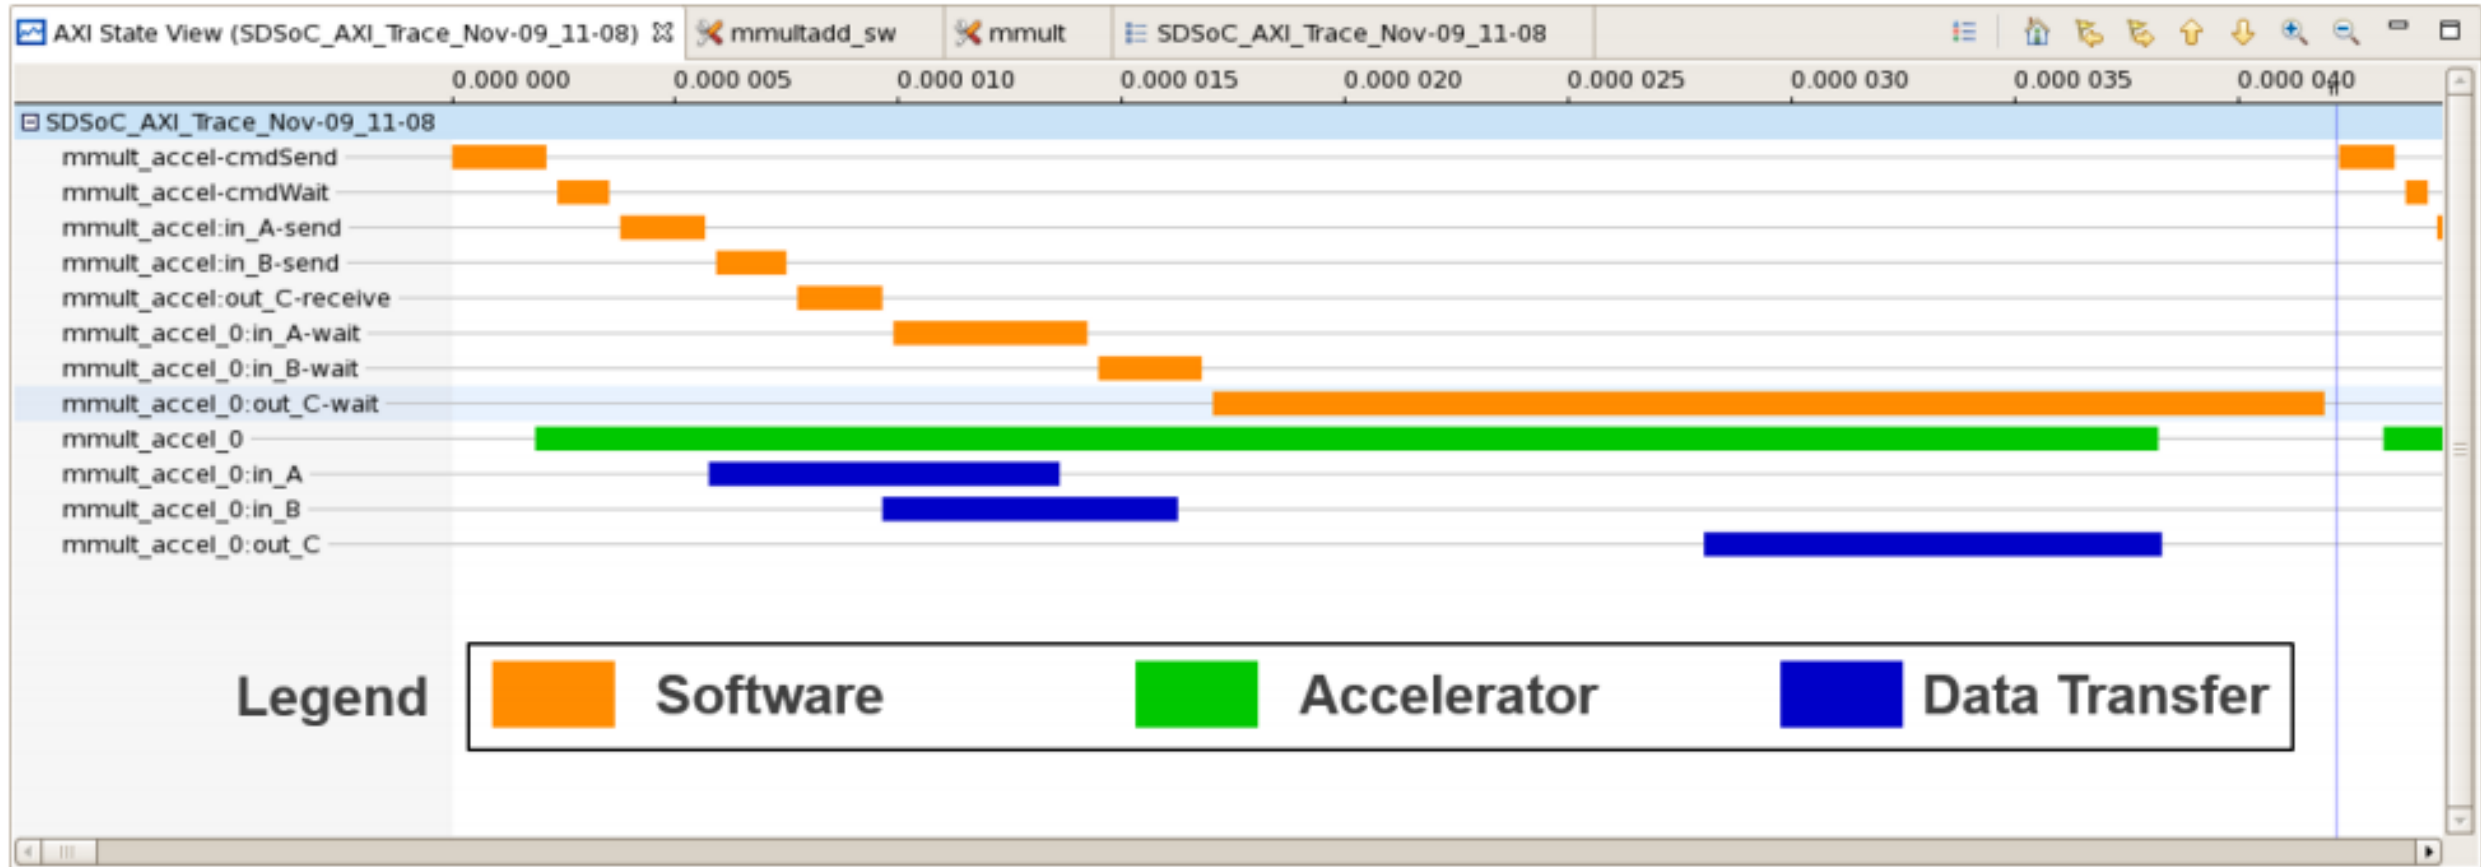 AXI State View (SDSoC_AXI_Trace_Nov-09_11-08) mmultadd_sw mmult SDSoC_AXI_Trace_Nov-09_11-08
0.000 000 0.000 005 0.000 010 0.000 015 0.000 020 0.000 025 0.000 030 0.000 035 0.000 040
SDSoC_AXI_Trace_Nov-09_11-08
mmult_accel-cmdSend
mmult_accel-cmdWait
mmult_accel:in_A-send
mmult_accel:in_B-send
mmult_accel:out_C-receive
mmult_accel_0:in_A-wait
mmult_accel_0:in_B-wait
mmult_accel_0:out_C-wait
mmult_accel_0
mmult_accel_0:in_A
mmult_accel_0:in_B
mmult_accel_0:out_C
Legend Software Accelerator Data Transfer